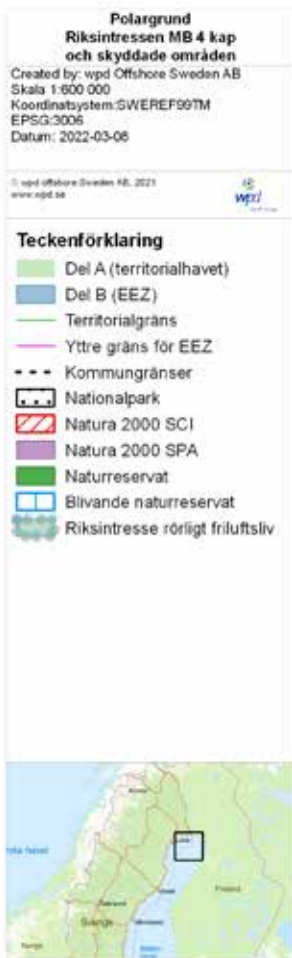 Polargrund
Riksintressen MB 4 kap
och skyddade områden
Created by: wpd Offshore Sweden AB
Skala 1:600 000
Koordinatsystem:SWEREF99TM
EPSG:3006
Datum: 2022-03-08
© wpd offshore Sweden AB, 2021
www.wpd.se
wpd
Teckenförklaring
Del A (territorialhavet)
Del B (EEZ)
Territorialgräns
Yttre gräns för EEZ
Kommungränser
Nationalpark
Natura 2000 SCI
Natura 2000 SPA
Naturreservat
Blivande naturreservat
Riksintresse rörligt friluftsliv
havet
Sverige
Finland
Norge